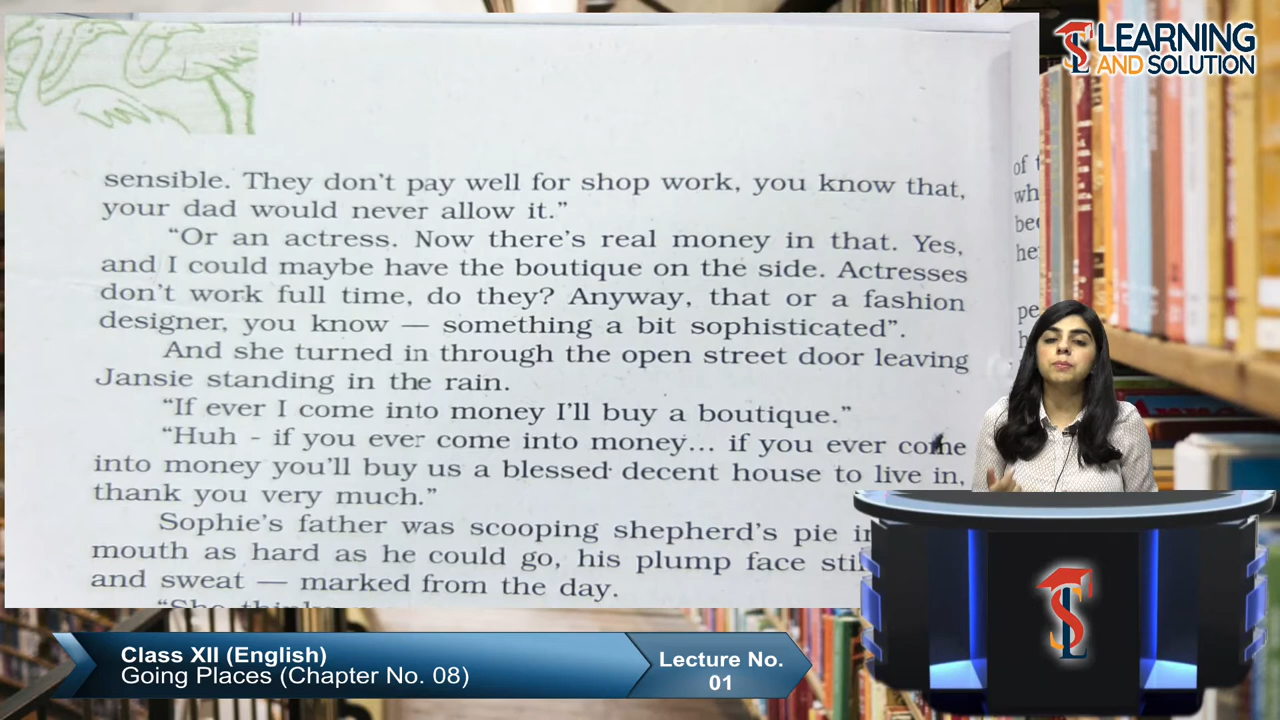 LEARNING
AND SOLUTION
sensible. They don't pay well for shop work, you know that,
your dad would never allow it."
"Or an actress. Now there's real money in that. Yes,
and I could maybe have the boutique on the side. Actresses
don't work full time, do they? Anyway, that or a fashion
designer, you know — something a bit sophisticated".
And she turned in through the open street door leaving
Jansie standing in the rain.
"If ever I come into money I'll buy a boutique."
"Huh - if you ever come into money... if you ever come
into money you'll buy us a blessed decent house to live in,
thank you very much."
Sophie's father was scooping shepherd's pie
mouth as hard as he could go, his plump face
and sweat — marked from the day.
"She
Class XII (English)
Going Places (Chapter No. 08)
Lecture No.
01